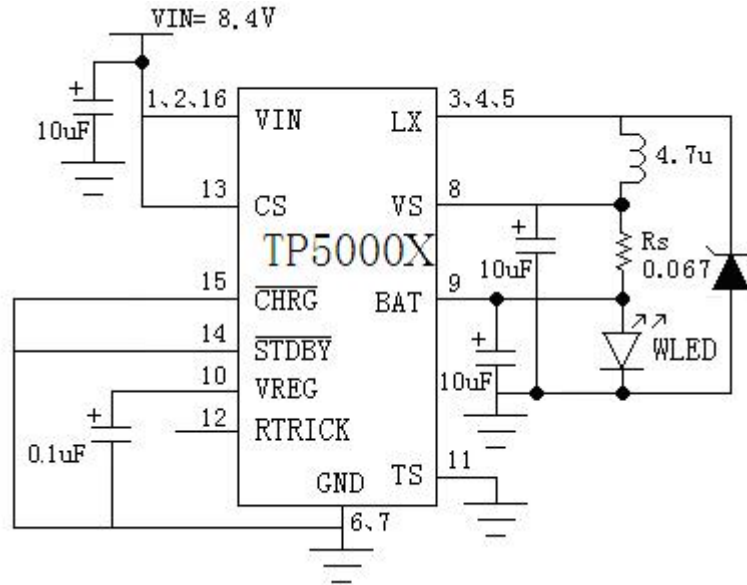 VIN= 8.4V
10uF
1、2、16
VIN
LX
3、4、5
4.7u
13
CS
VS
8
TP5000X
10uF
Rs
0.067
15
CHRG
BAT
9
14
STDBY
WLED
10
VREG
10uF
12
RTRICK
0.1uF
GND
TS
11
6、7